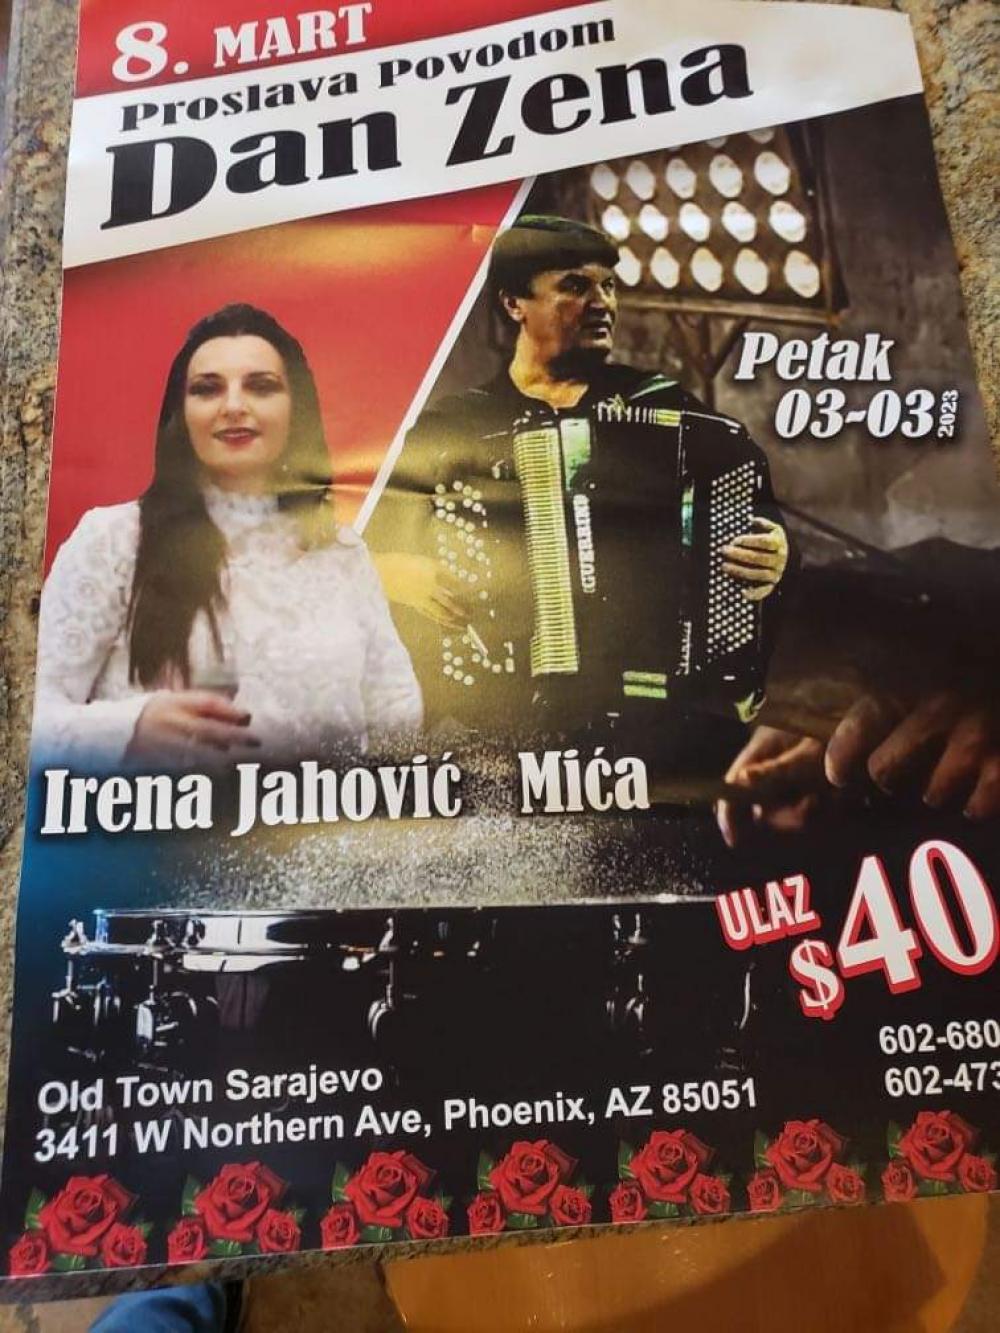 8. MART
Proslava Povodom
Dan Zena
Petak
03-03
2023
GUERRINI
Irena Jahović
Mića
ULAZ
$40
602-680
602-473
Old Town Sarajevo
3411 W Northern Ave, Phoenix, AZ 85051